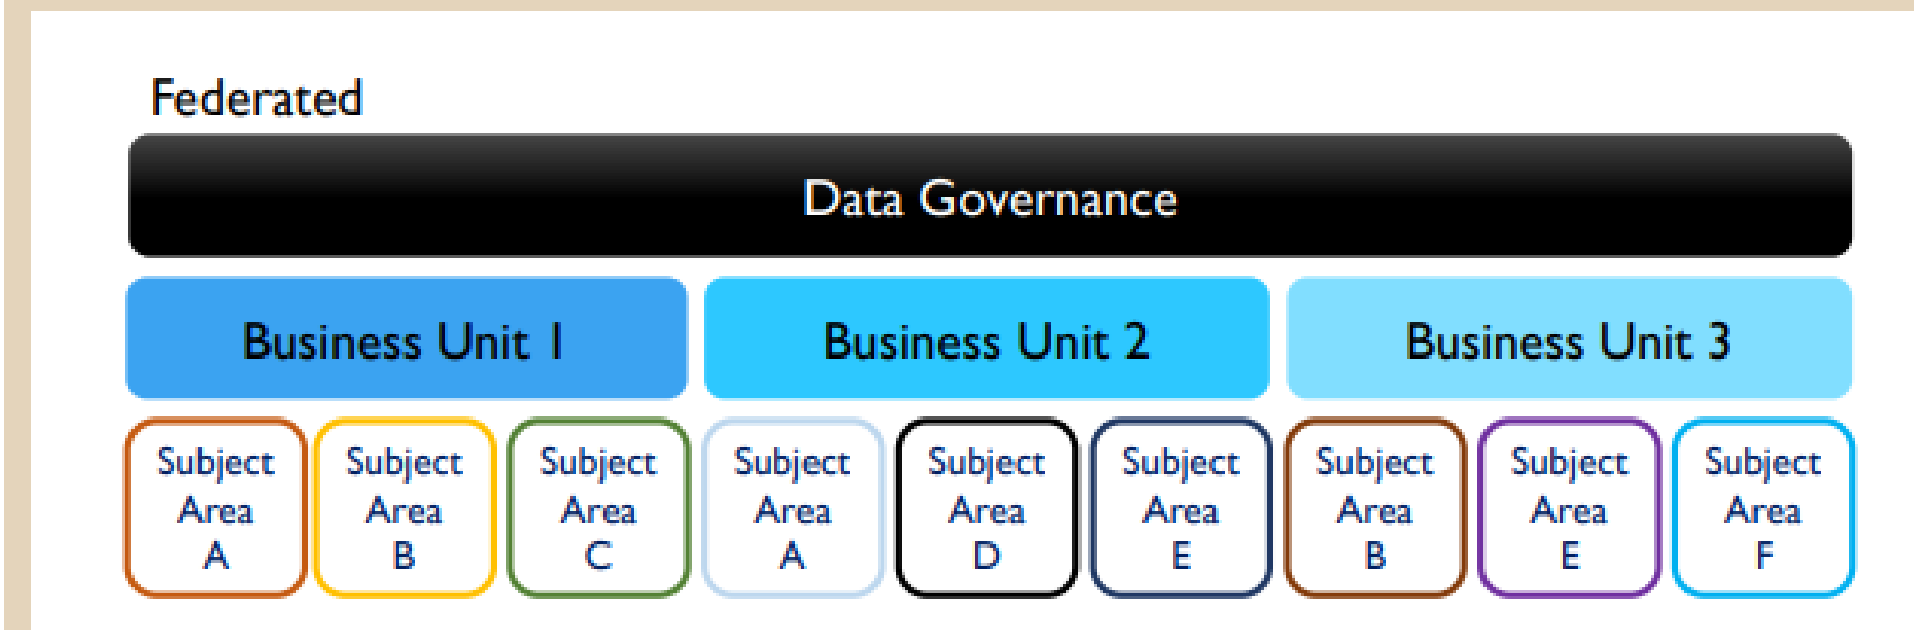 Federated
Data Governance
Business Unit 1
Business Unit 2
Business Unit 3
Subject
Area
A
Subject
Area
B
Subject
Area
C
Subject
Area
A
Subject
Area
D
Subject
Area
E
Subject
Area
B
Subject
Area
E
Subject
Area
F